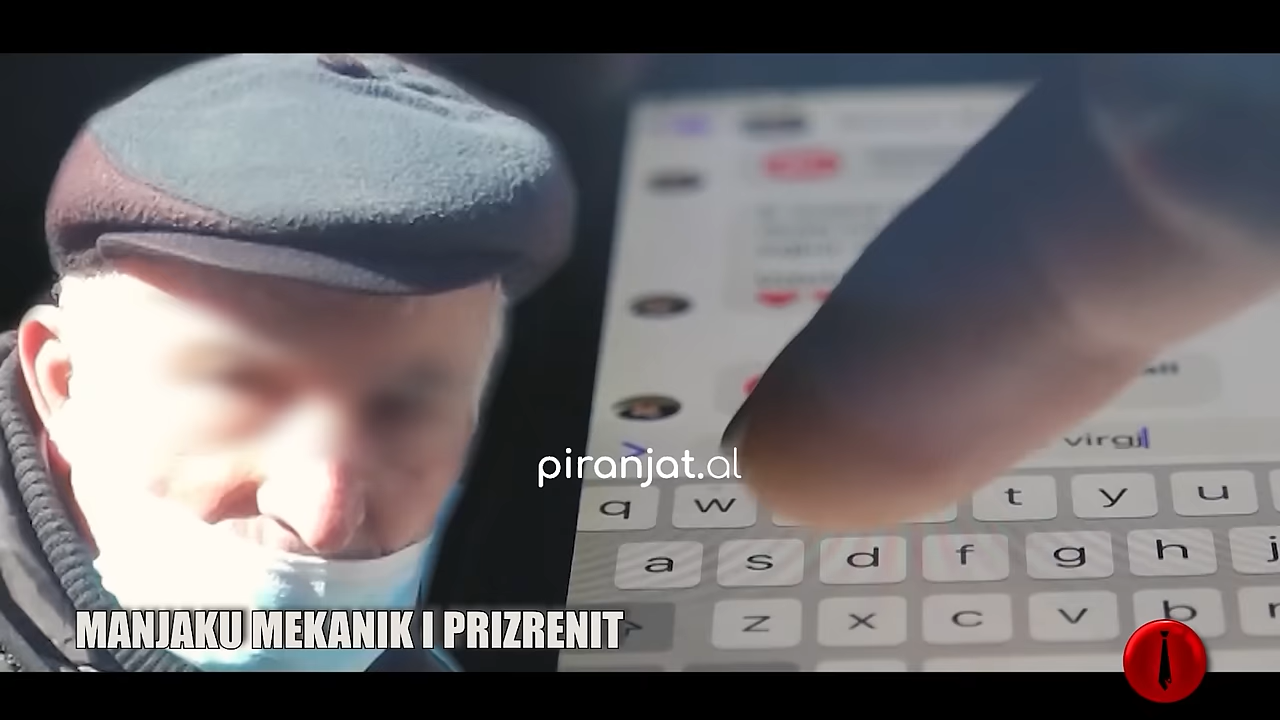 virgj
piranjat.al
q w t y u
a s d f g h j
z x c v b
MANJAKU MEKANIK I PRIZRENIT